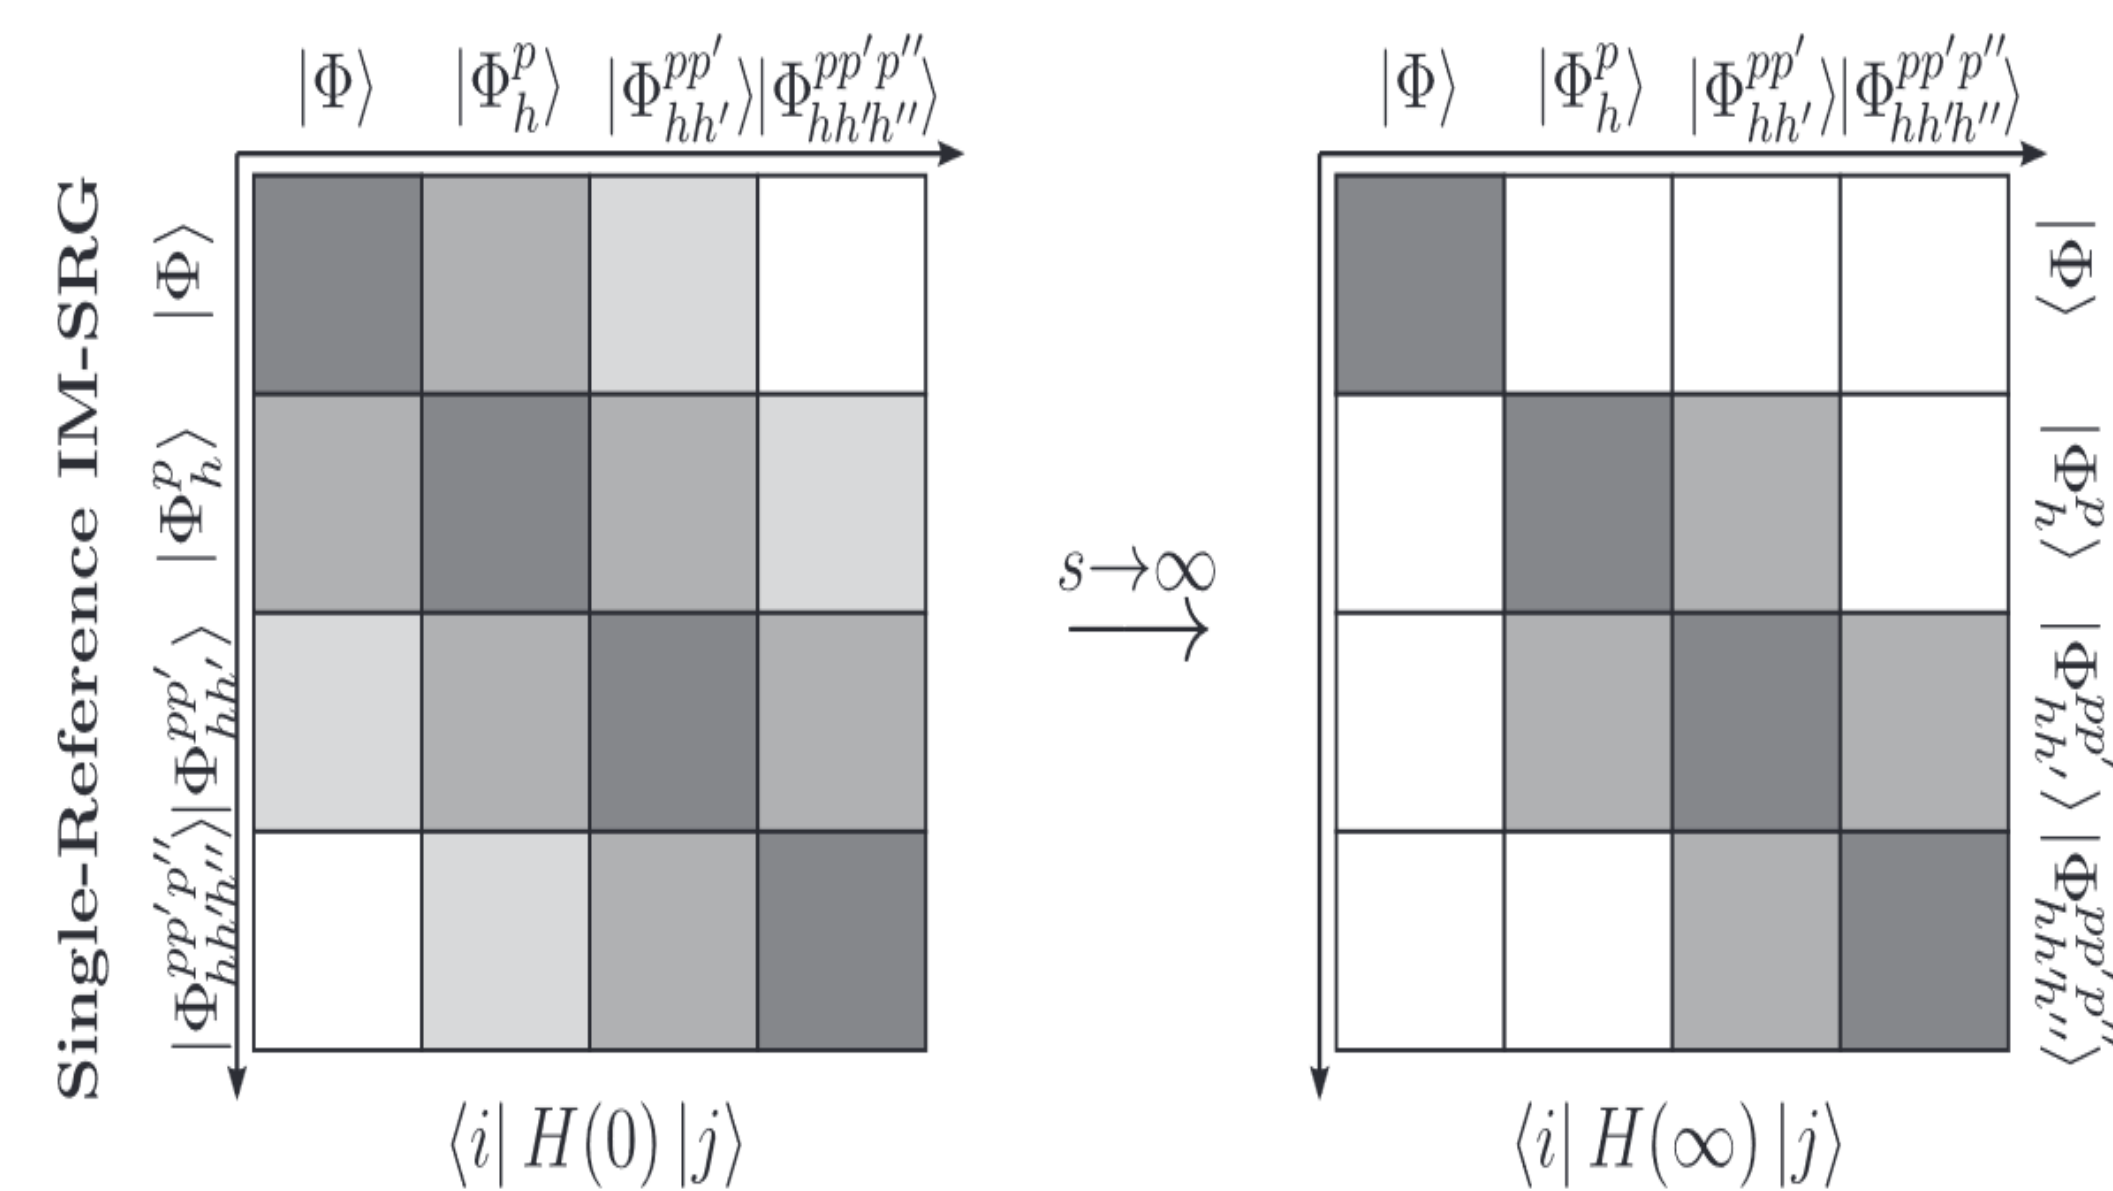 |Φ⟩ |Φ^p_h⟩ |Φ^{pp'}_{hh'}⟩ |Φ^{pp'p''}_{hh'h''}⟩
Single-Reference IM-SRG
|Φ⟩
|Φ^p_h⟩
|Φ^{pp'}_{hh'}⟩
|Φ^{pp'p''}_{hh'h''}⟩
⟨i| H(0) |j⟩
s→∞
⟶
|Φ⟩ |Φ^p_h⟩ |Φ^{pp'}_{hh'}⟩ |Φ^{pp'p''}_{hh'h''}⟩
|Φ⟩
|Φ^p_h⟩
|Φ^{pp'}_{hh'}⟩
|Φ^{pp'p''}_{hh'h''}⟩
⟨i| H(∞) |j⟩